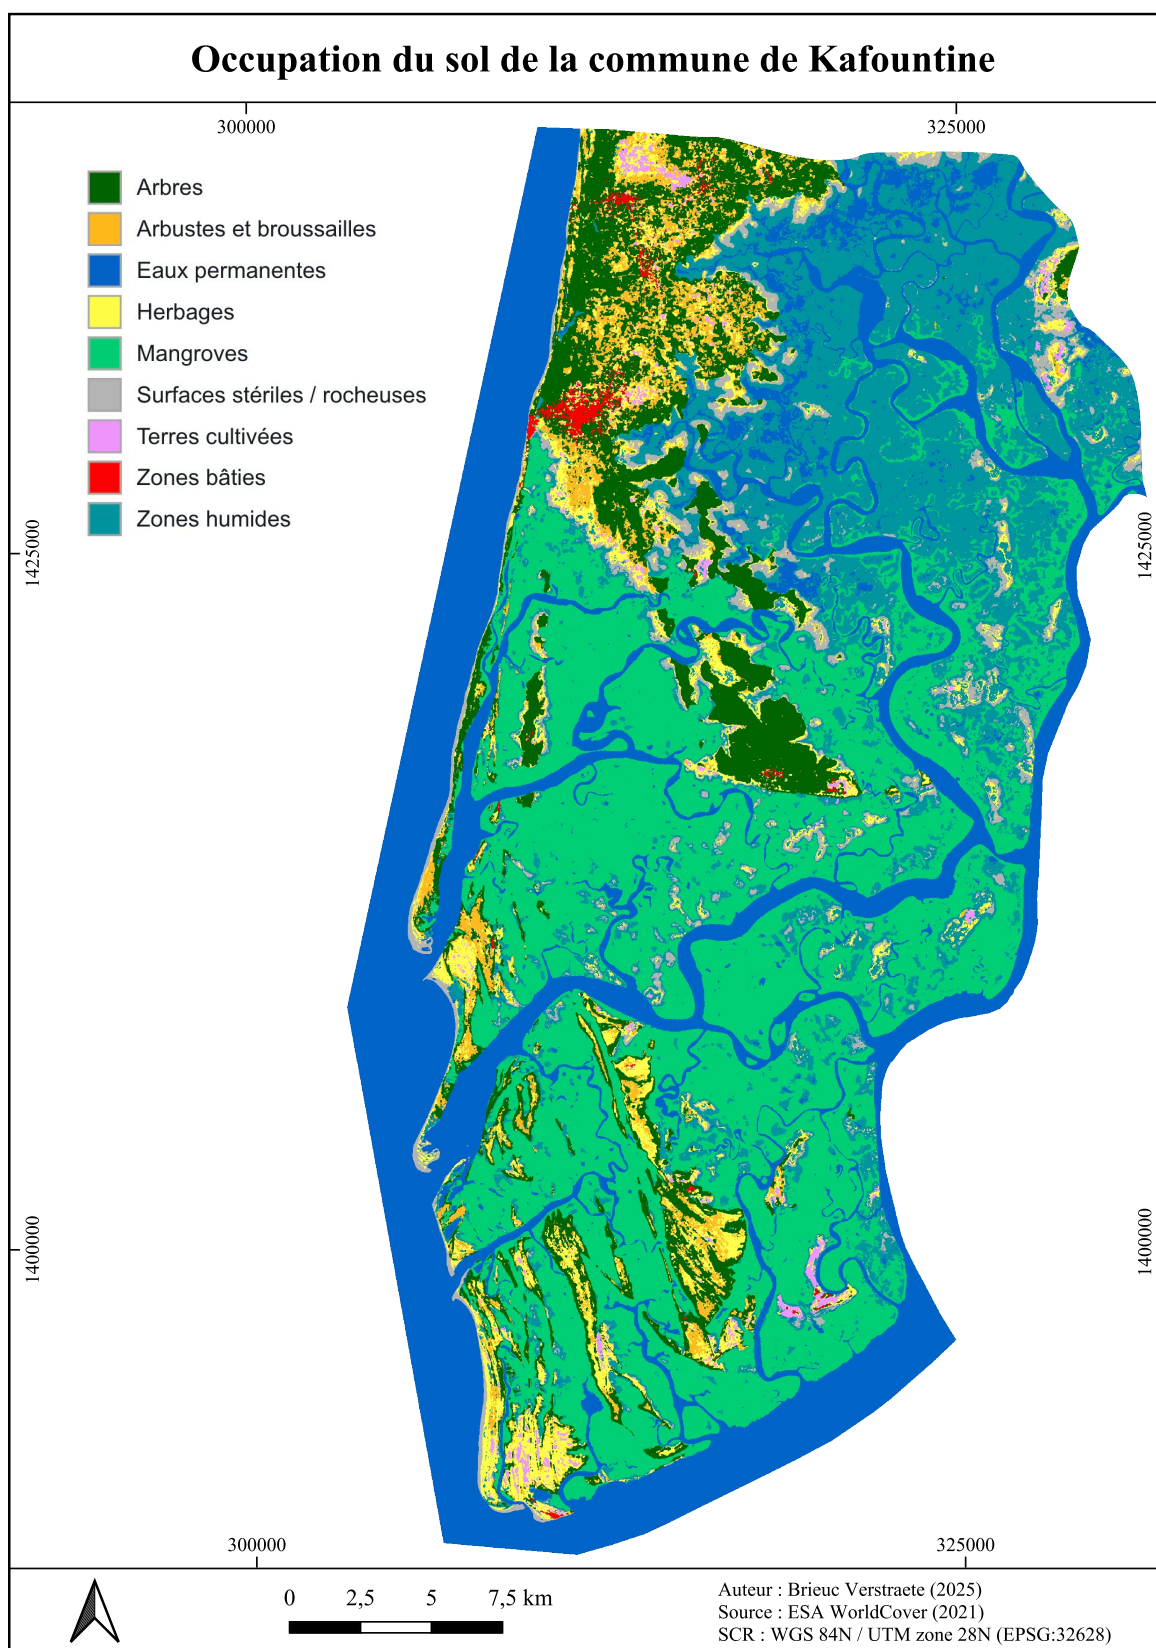 Occupation du sol de la commune de Kafountine
300000
325000
Arbres
Arbustes et broussailles
Eaux permanentes
Herbages
Mangroves
Surfaces stériles / rocheuses
Terres cultivées
Zones bâties
Zones humides
1425000
1425000
1400000
1400000
300000
325000
0 2,5 5 7,5 km
Auteur : Brieuc Verstraete (2025)
Source : ESA WorldCover (2021)
SCR : WGS 84N / UTM zone 28N (EPSG:32628)